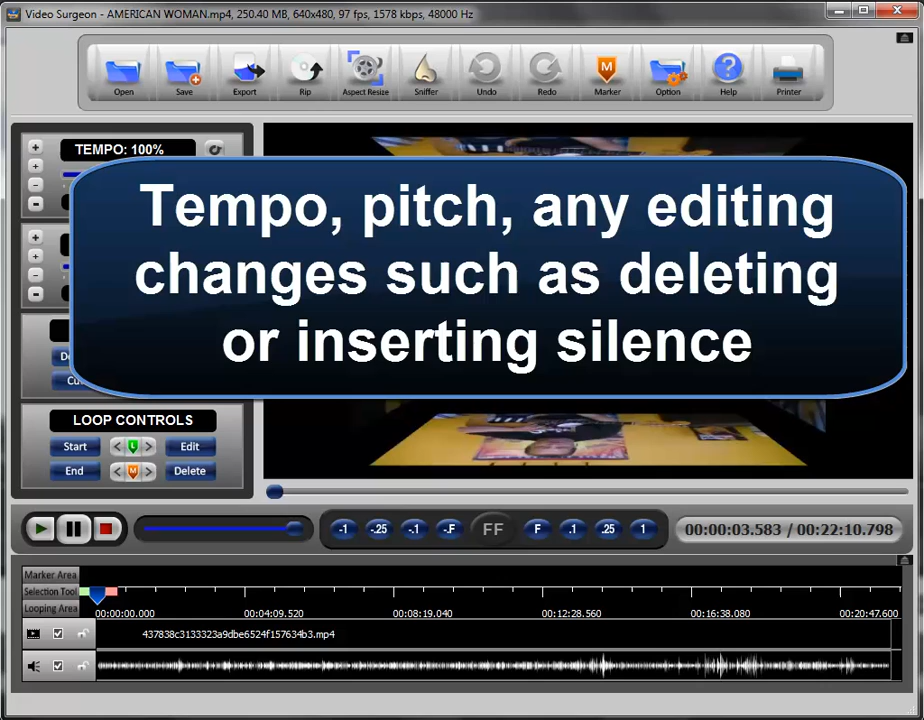 Video Surgeon - AMERICAN WOMAN.mp4, 250.40 MB, 640x480, 97 fps, 1578 kbps, 48000 Hz
Open Save Export Rip Aspect Resize Sniffer Undo Redo Marker Option Help Printer
TEMPO: 100%
Tempo, pitch, any editing
changes such as deleting
or inserting silence
LOOP CONTROLS
Start < L > Edit
End < M > Delete
-1 -.25 -.1 -.F FF F .1 .25 1 00:00:03.583 / 00:22:10.798
Marker Area
Selection Tool
Looping Area 00:00:00.000 00:04:09.520 00:08:19.040 00:12:28.560 00:16:38.080 00:20:47.600
437838c3133323a9dbe6524f157634b3.mp4